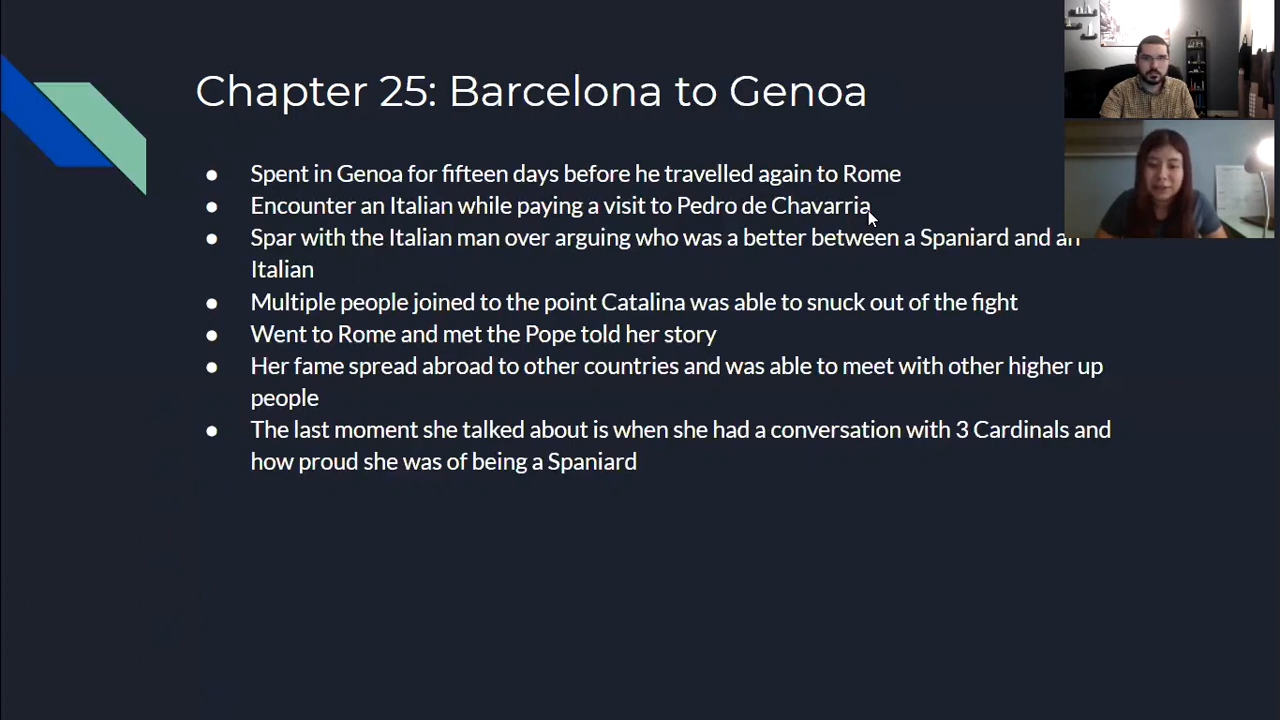 Chapter 25: Barcelona to Genoa
● Spent in Genoa for fifteen days before he travelled again to Rome
● Encounter an Italian while paying a visit to Pedro de Chavarria
● Spar with the Italian man over arguing who was a better between a Spaniard and an
Italian
● Multiple people joined to the point Catalina was able to snuck out of the fight
● Went to Rome and met the Pope told her story
● Her fame spread abroad to other countries and was able to meet with other higher up
people
● The last moment she talked about is when she had a conversation with 3 Cardinals and
how proud she was of being a Spaniard